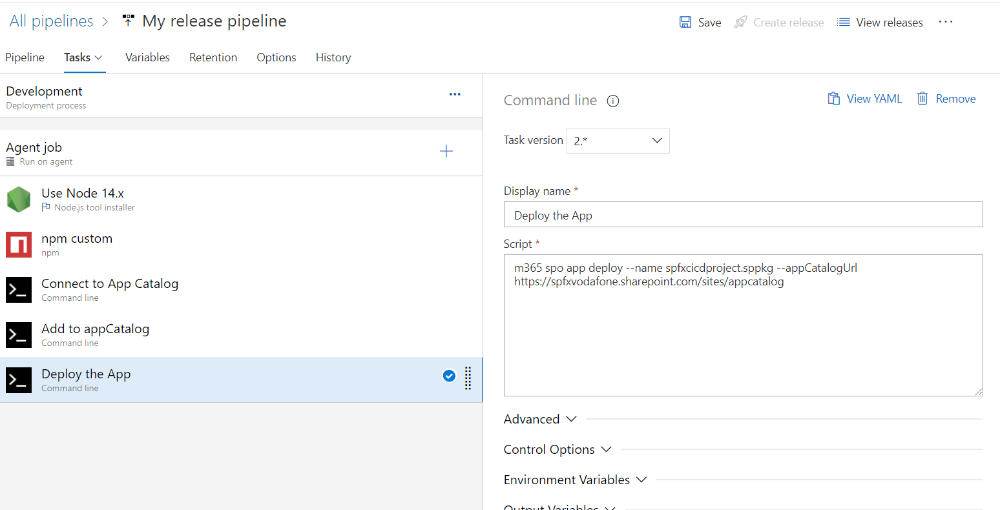 All pipelines > My release pipeline
Save Create release View releases ...
Pipeline Tasks Variables Retention Options History
Development
Deployment process
Agent job
Run on agent
Use Node 14.x
Node.js tool installer
npm custom
npm
Connect to App Catalog
Command line
Add to appCatalog
Command line
Deploy the App
Command line
Command line
View YAML Remove
Task version 2.*
Display name *
Deploy the App
Script *
m365 spo app deploy --name spfxcicdproject.sppkg --appCatalogUrl
https://spfxvodafone.sharepoint.com/sites/appcatalog
Advanced
Control Options
Environment Variables
Output Variables